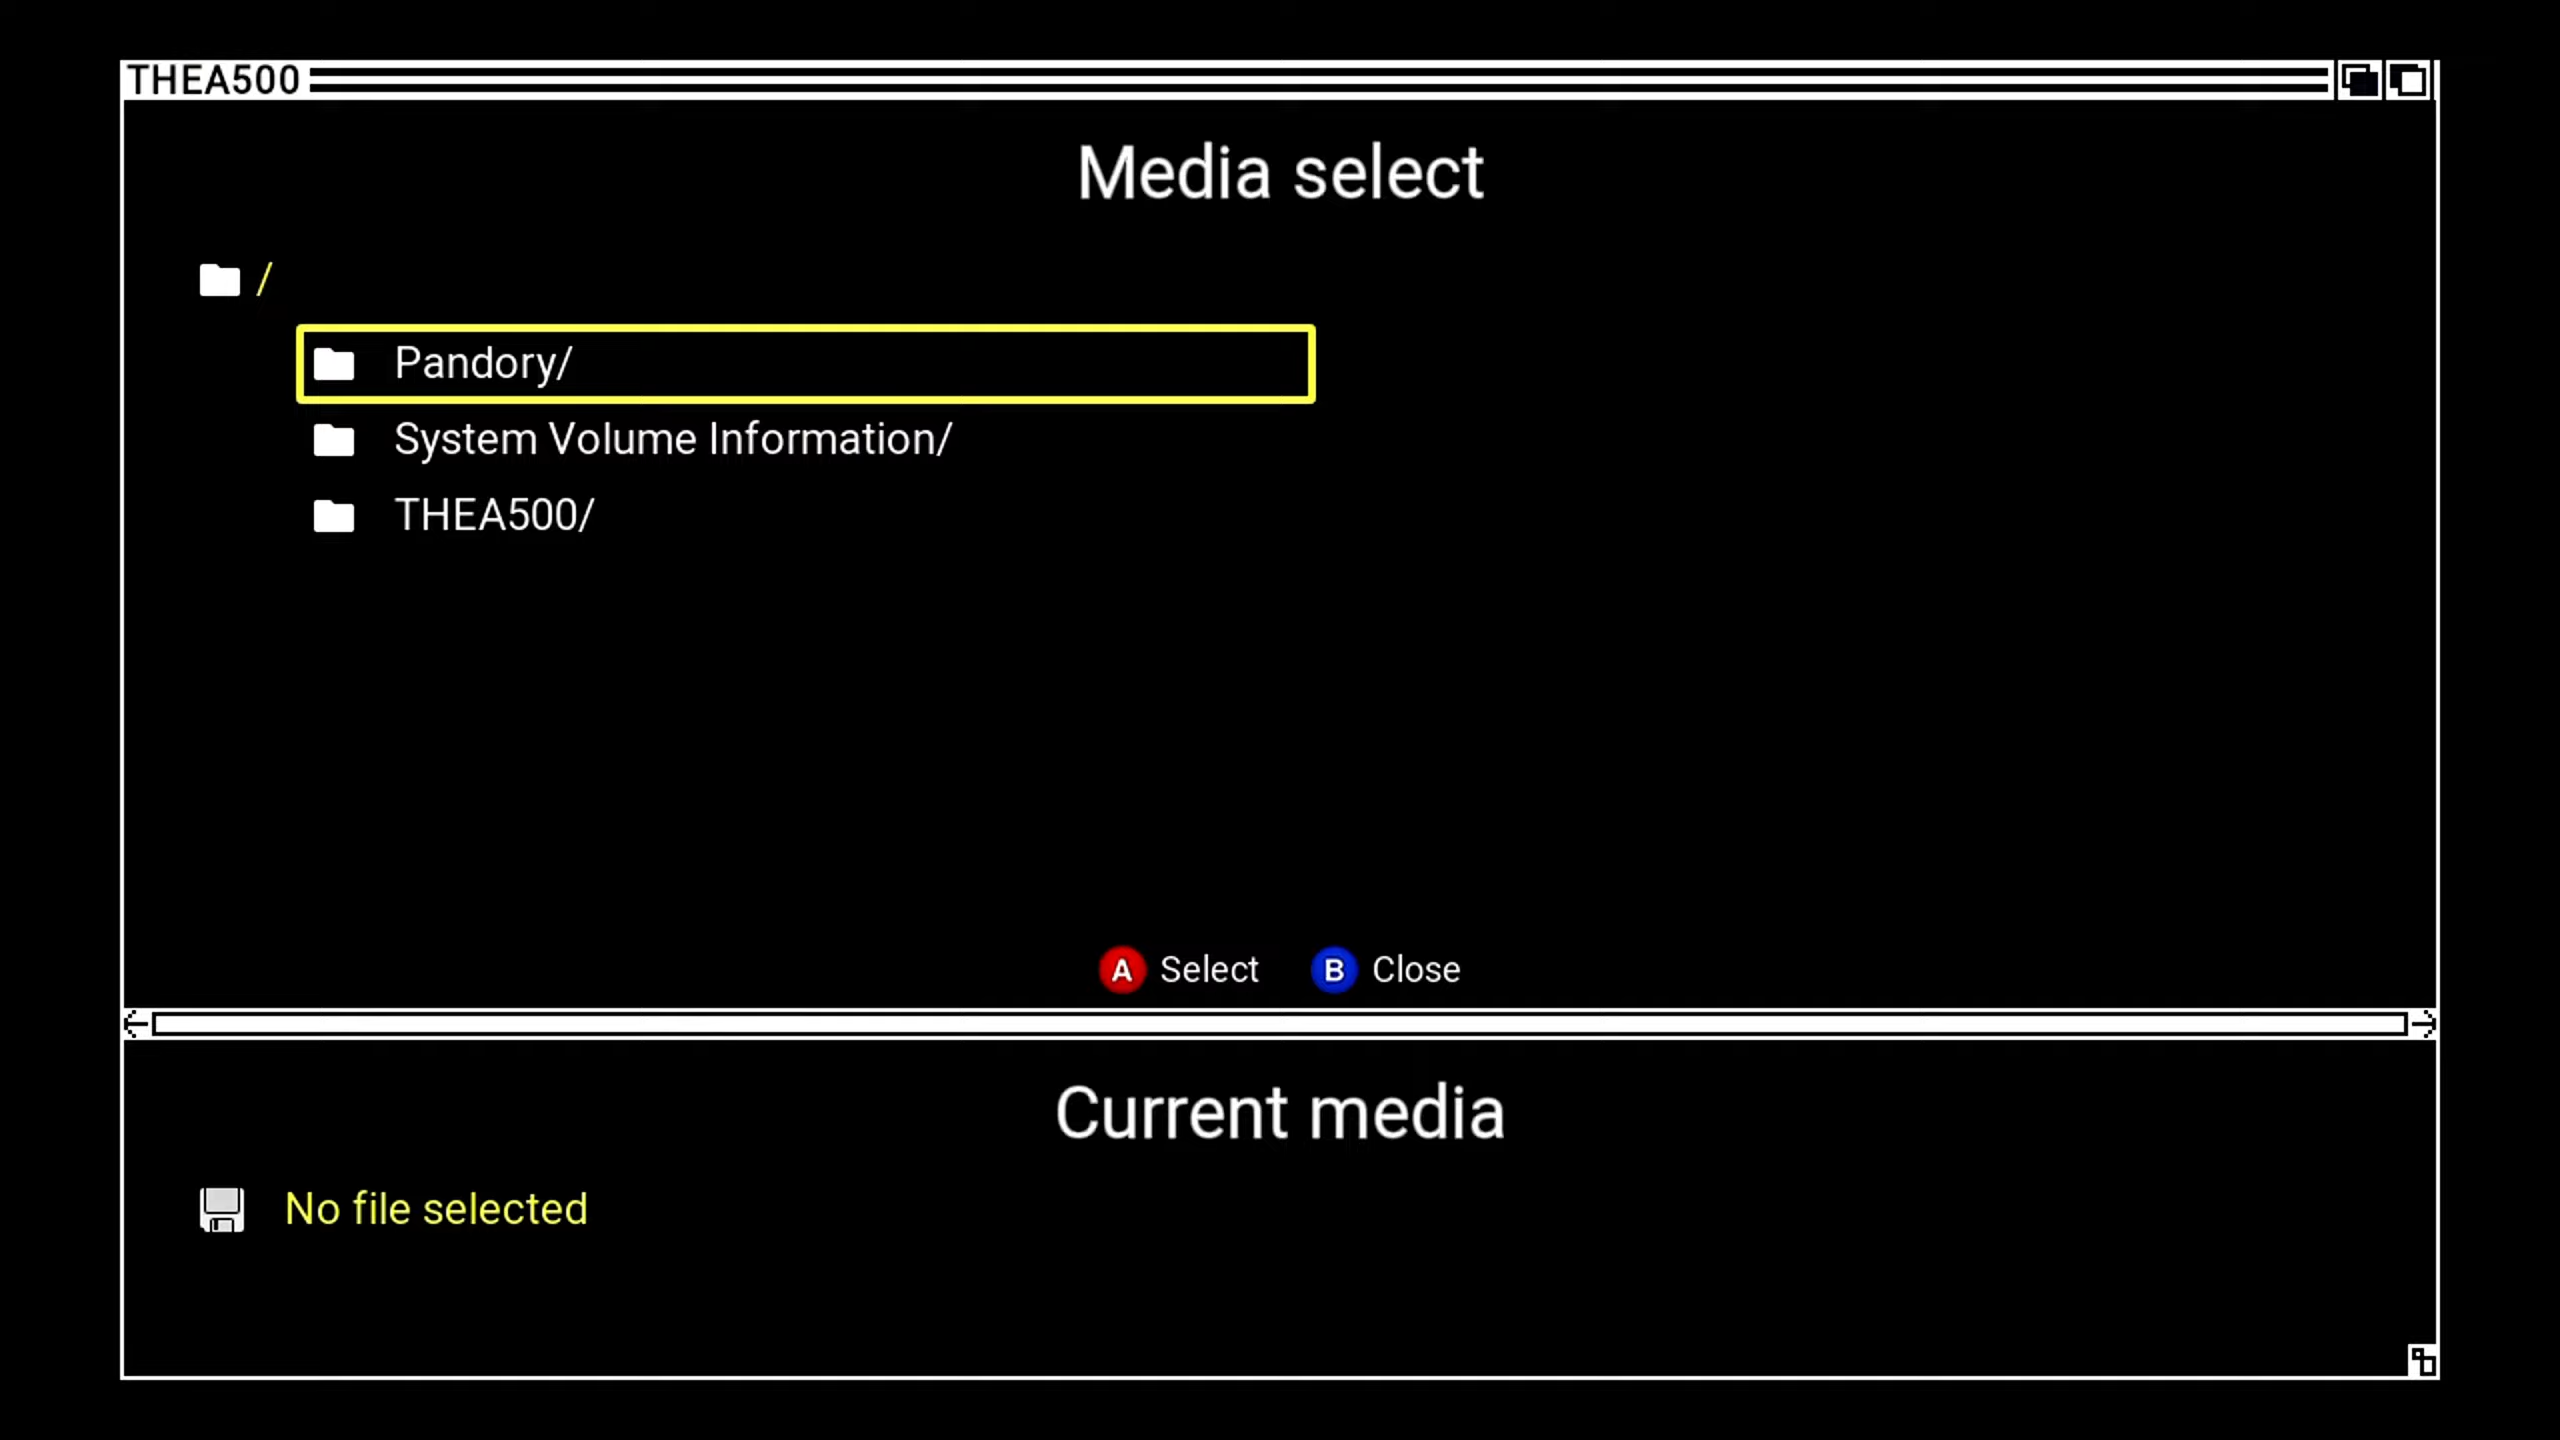 THEA500
Media select
/
Pandory/
System Volume Information/
THEA500/
A Select B Close
Current media
No file selected